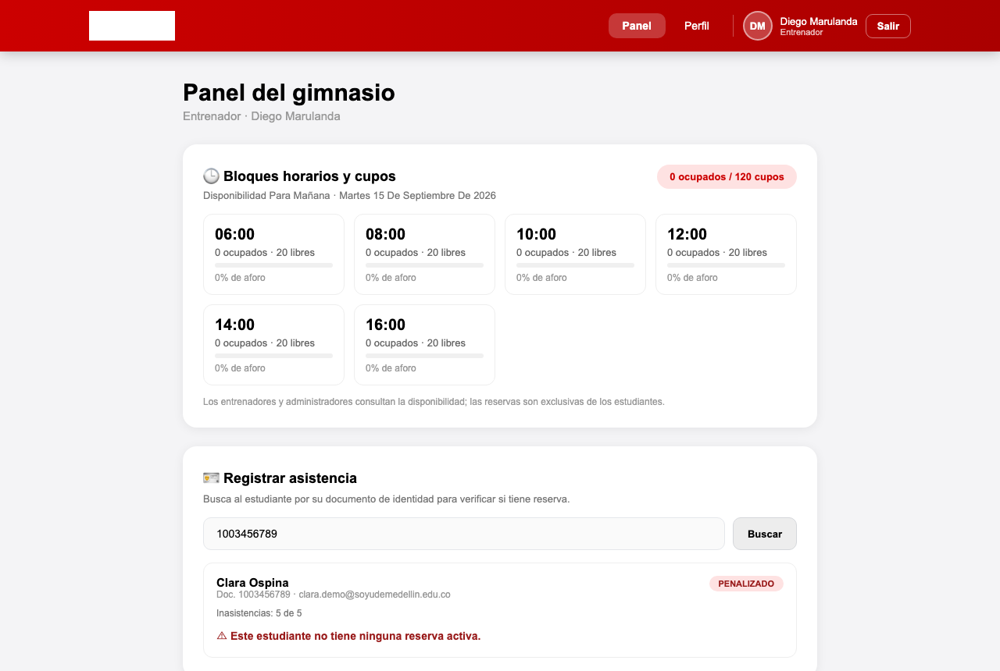 Panel
Perfil
DM
Diego Marulanda
Entrenador
Salir
Panel del gimnasio
Entrenador · Diego Marulanda
Bloques horarios y cupos
0 ocupados / 120 cupos
Disponibilidad Para Mañana · Martes 15 De Septiembre De 2026
06:00
0 ocupados · 20 libres
0% de aforo
08:00
0 ocupados · 20 libres
0% de aforo
10:00
0 ocupados · 20 libres
0% de aforo
12:00
0 ocupados · 20 libres
0% de aforo
14:00
0 ocupados · 20 libres
0% de aforo
16:00
0 ocupados · 20 libres
0% de aforo
Los entrenadores y administradores consultan la disponibilidad; las reservas son exclusivas de los estudiantes.
Registrar asistencia
Busca al estudiante por su documento de identidad para verificar si tiene reserva.
1003456789
Buscar
Clara Ospina
PENALIZADO
Doc. 1003456789 · clara.demo@soyudemedellin.edu.co
Inasistencias: 5 de 5
⚠ Este estudiante no tiene ninguna reserva activa.